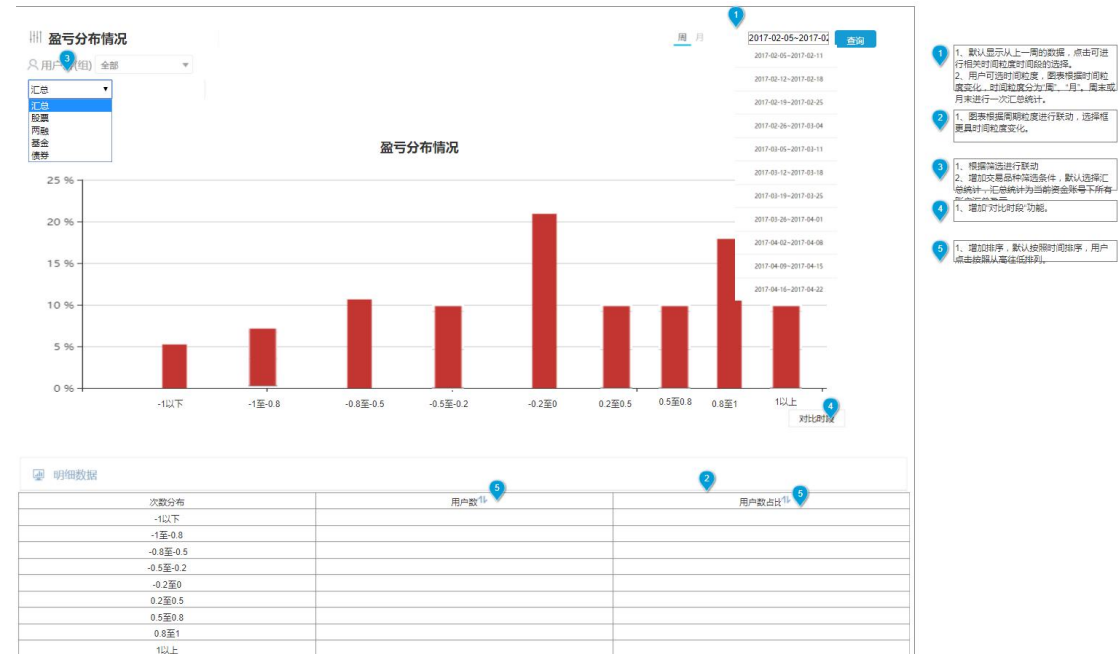 盈亏分布情况
周 月
2017-02-05~2017-02
查询
用户 (组) 全部
汇总
汇总
股票
两融
基金
债券
2017-02-05~2017-02-11
2017-02-12~2017-02-18
2017-02-19~2017-02-25
2017-02-26~2017-03-04
2017-03-05~2017-03-11
2017-03-12~2017-03-18
2017-03-19~2017-03-25
2017-03-26~2017-04-01
2017-04-02~2017-04-08
2017-04-09~2017-04-15
2017-04-16~2017-04-22
盈亏分布情况
25 %
20 %
15 %
10 %
5 %
0 %
-1以下 -1至-0.8 -0.8至-0.5 -0.5至-0.2 -0.2至0 0.2至0.5 0.5至0.8 0.8至1 1以上
对比时段
明细数据
次数分布 用户数 用户数占比
-1以下
-1至-0.8
-0.8至-0.5
-0.5至-0.2
-0.2至0
0.2至0.5
0.5至0.8
0.8至1
1以上
1
2
3
4
5
5
1
1、默认显示从上一周的数据，点击可进
行相关时间粒度时间段的选择。
2、用户可选时间粒度，图表根据时间粒
度变化，时间粒度分为“周”、“月”。周末或
月末进行一次汇总统计。
2
1、图表根据周期粒度进行联动，选择框
更具时间粒度变化。
3
1、根据筛选进行联动
2、增加交易品种筛选条件，默认选择汇
总统计，汇总统计为当前资金账号下所有
4
1、增加“对比时段”功能。
5
1、增加排序，默认按照时间排序，用户
点击按照从高往低排列。